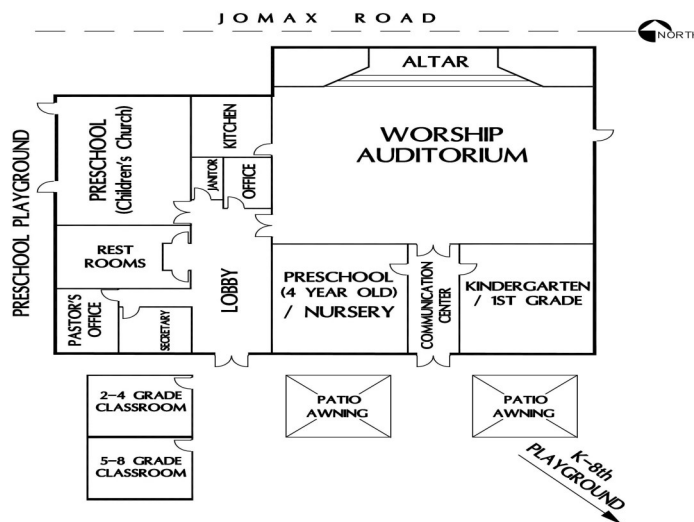 JOMAX ROAD
NORTH
ALTAR
WORSHIP
AUDITORIUM
KITCHEN
PRESCHOOL
(Children's Church)
PRESCHOOL PLAYGROUND
JANITOR
OFFICE
REST
ROOMS
LOBBY
PRESCHOOL
(4 YEAR OLD)
/ NURSERY
COMMUNICATION
CENTER
KINDERGARTEN
/ 1ST GRADE
PASTOR'S
OFFICE
SECRETARY
2-4 GRADE
CLASSROOM
PATIO
AWNING
PATIO
AWNING
5-8 GRADE
CLASSROOM
K-8th
PLAYGROUND